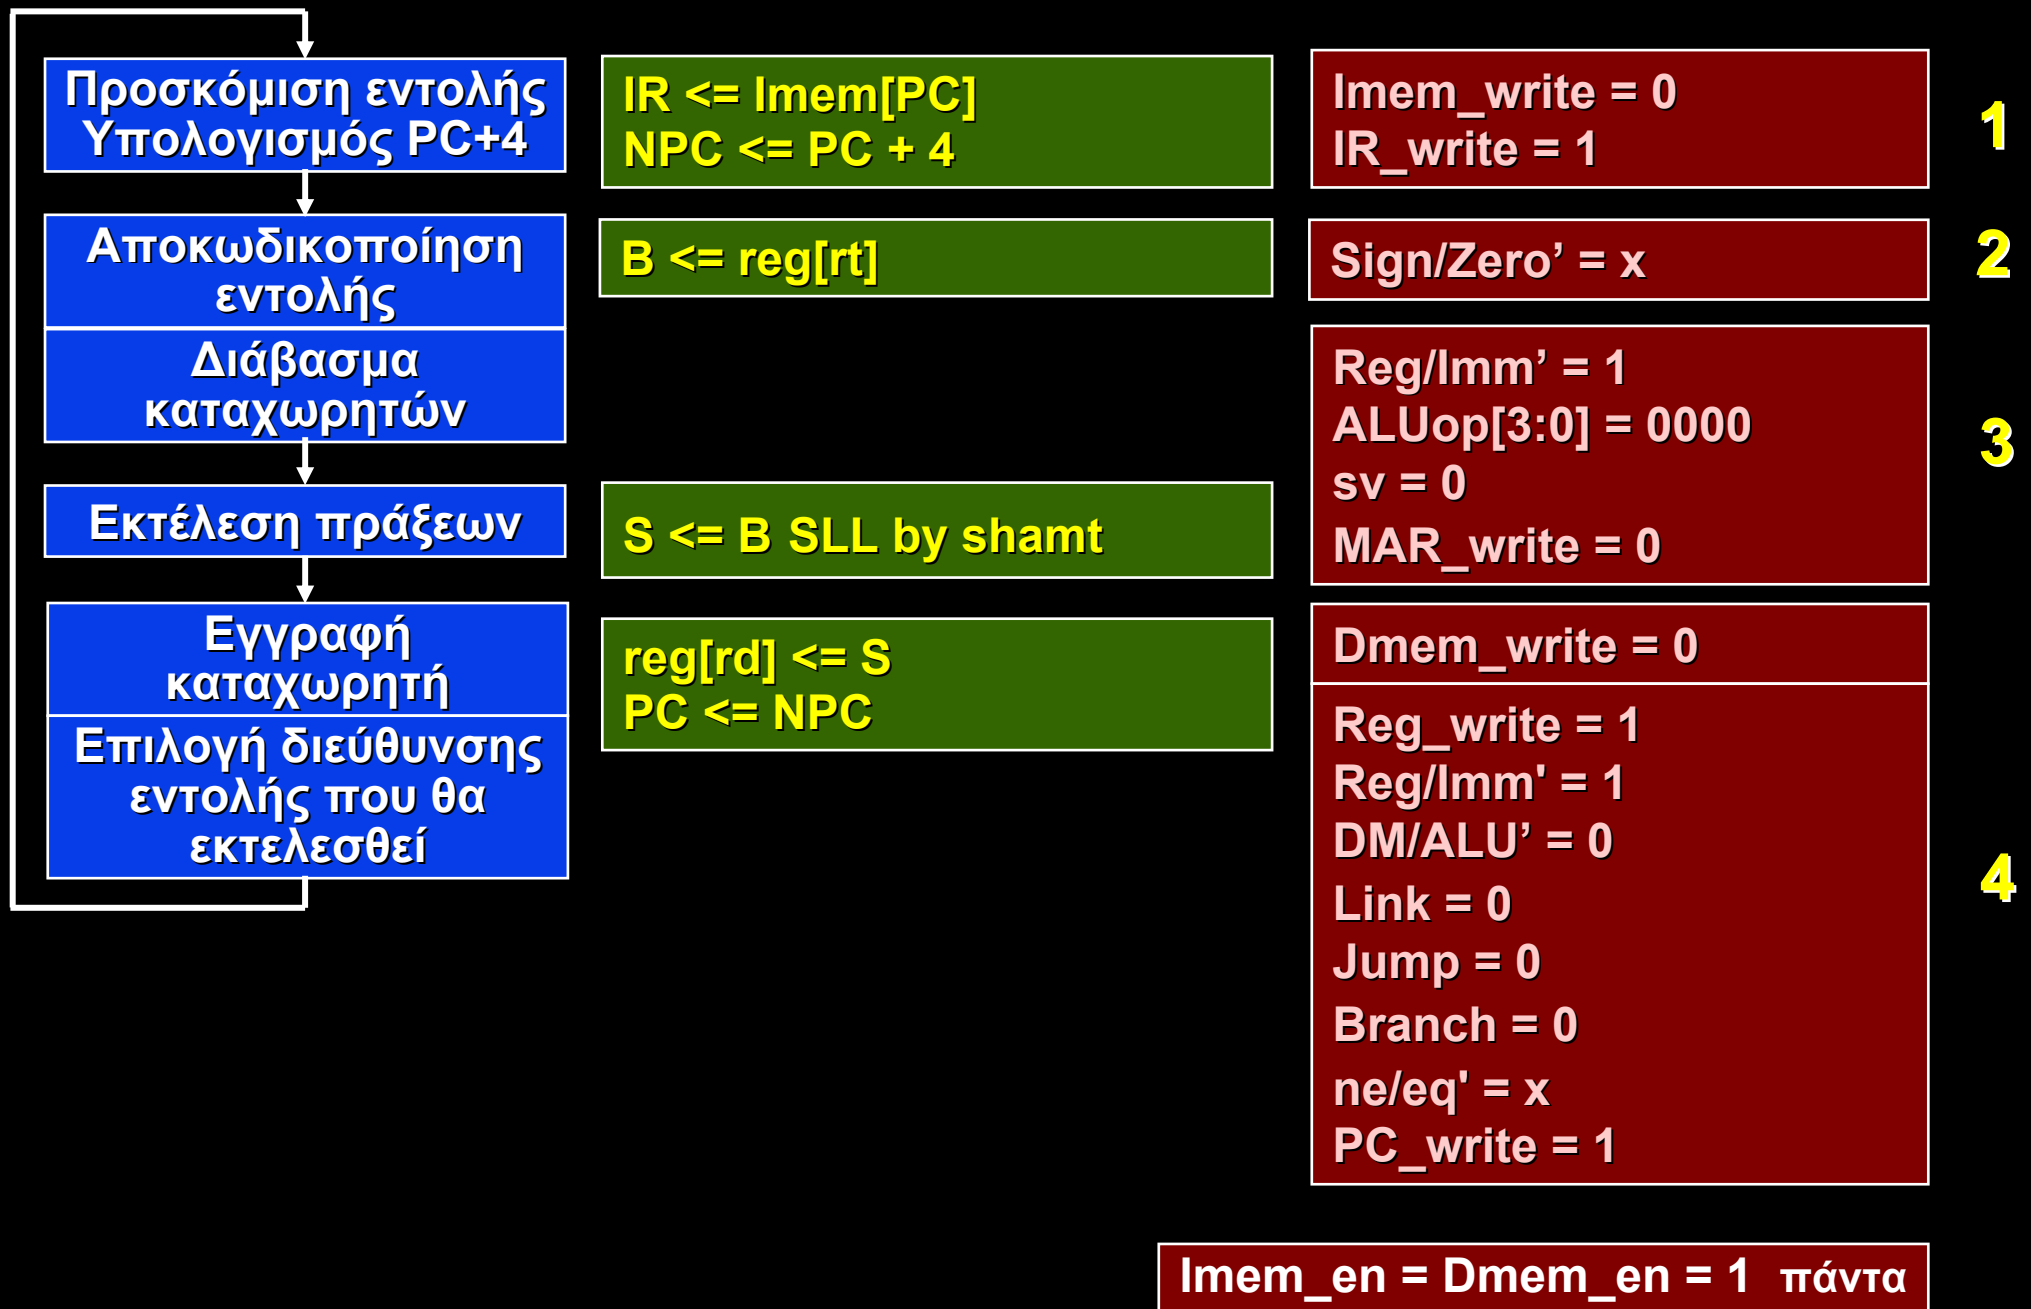 Προσκόμιση εντολής
Υπολογισμός PC+4
IR <= Imem[PC]
NPC <= PC + 4
Imem_write = 0
IR_write = 1
1
Αποκωδικοποίηση
εντολής
B <= reg[rt]
Sign/Zero’ = x
2
Διάβασμα
καταχωρητών
Reg/Imm’ = 1
ALUop[3:0] = 0000
sv = 0
MAR_write = 0
3
Εκτέλεση πράξεων
S <= B SLL by shamt
Εγγραφή
καταχωρητή
reg[rd] <= S
PC <= NPC
Dmem_write = 0
Επιλογή διεύθυνσης
εντολής που θα
εκτελεσθεί
Reg_write = 1
Reg/Imm' = 1
DM/ALU’ = 0
Link = 0
Jump = 0
Branch = 0
ne/eq' = x
PC_write = 1
4
Imem_en = Dmem_en = 1 πάντα